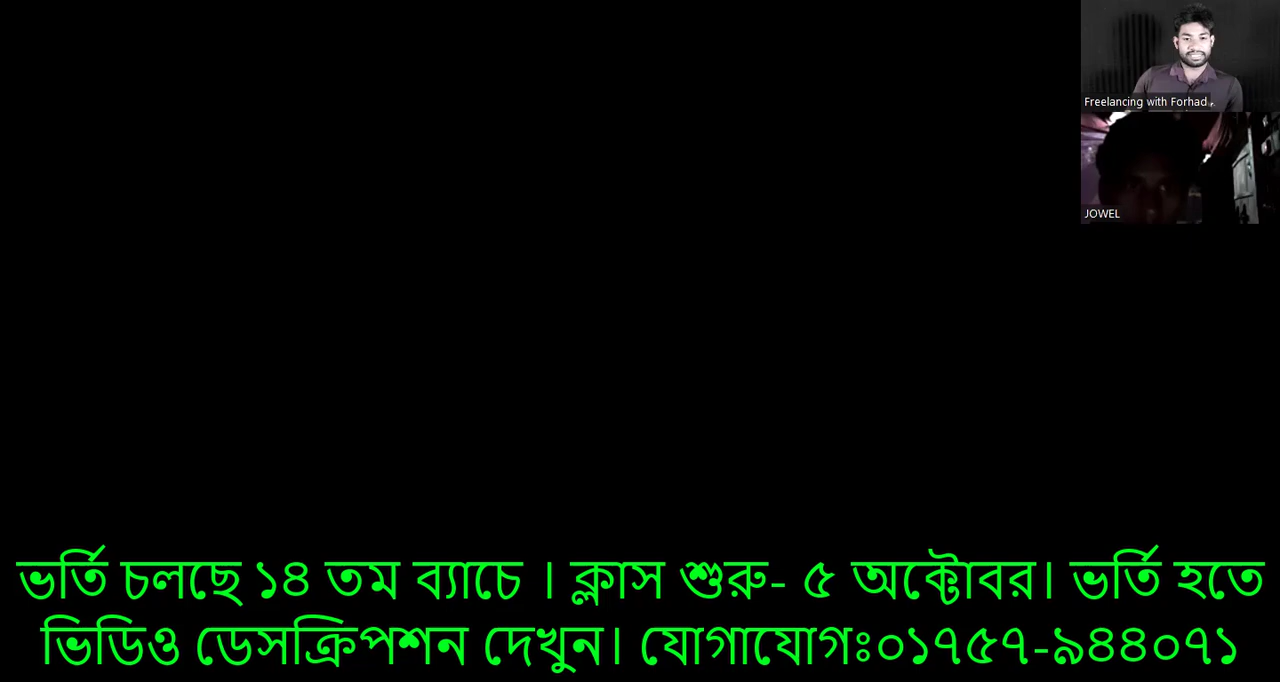 Freelancing with Forhad
JOWEL
ভর্তি চলছে ১৪ তম ব্যাচে । ক্লাস শুরু- ৫ অক্টোবর। ভর্তি হতে
ভিডিও ডেসক্রিপশন দেখুন। যোগাযোগঃ০১৭৫৭-৯৪৪০৭১